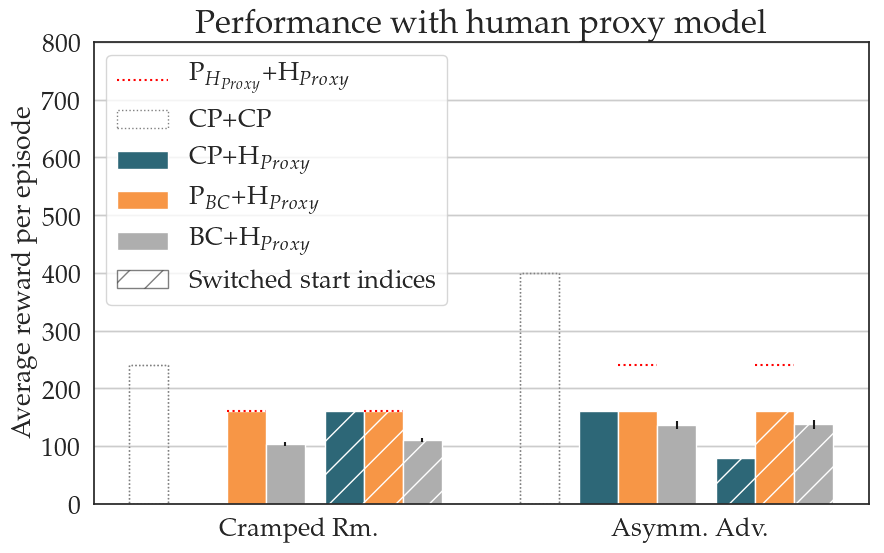 Performance with human proxy model
Average reward per episode
800
700
600
500
400
300
200
100
0
P_{H_{Proxy}}+H_{Proxy}
CP+CP
CP+H_{Proxy}
P_{BC}+H_{Proxy}
BC+H_{Proxy}
Switched start indices
Cramped Rm.
Asymm. Adv.